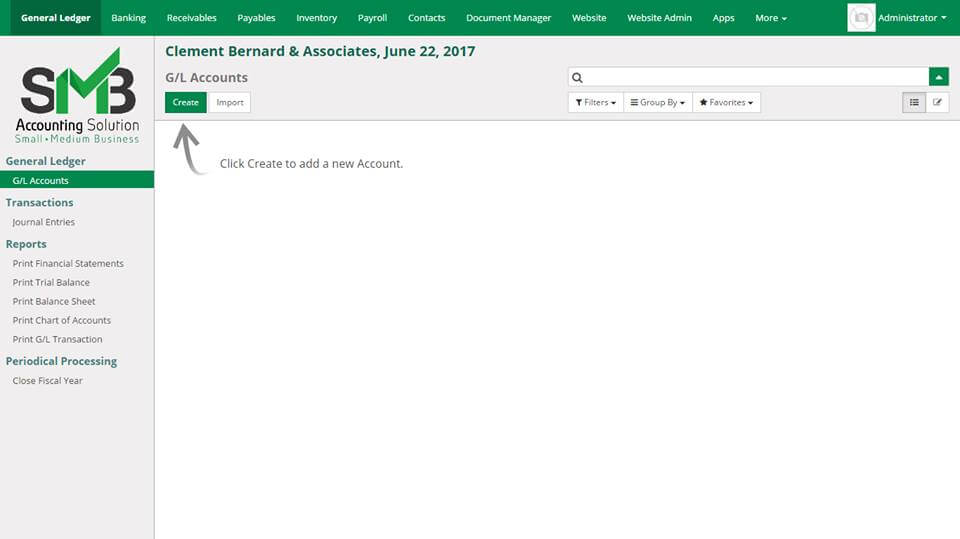 General Ledger Banking Receivables Payables Inventory Payroll Contacts Document Manager Website Website Admin Apps More Administrator
SMB
Accounting Solution
Small • Medium Business
General Ledger
G/L Accounts
Transactions
Journal Entries
Reports
Print Financial Statements
Print Trial Balance
Print Balance Sheet
Print Chart of Accounts
Print G/L Transaction
Periodical Processing
Close Fiscal Year
Clement Bernard & Associates, June 22, 2017
G/L Accounts
Create Import Filters Group By Favorites
Click Create to add a new Account.